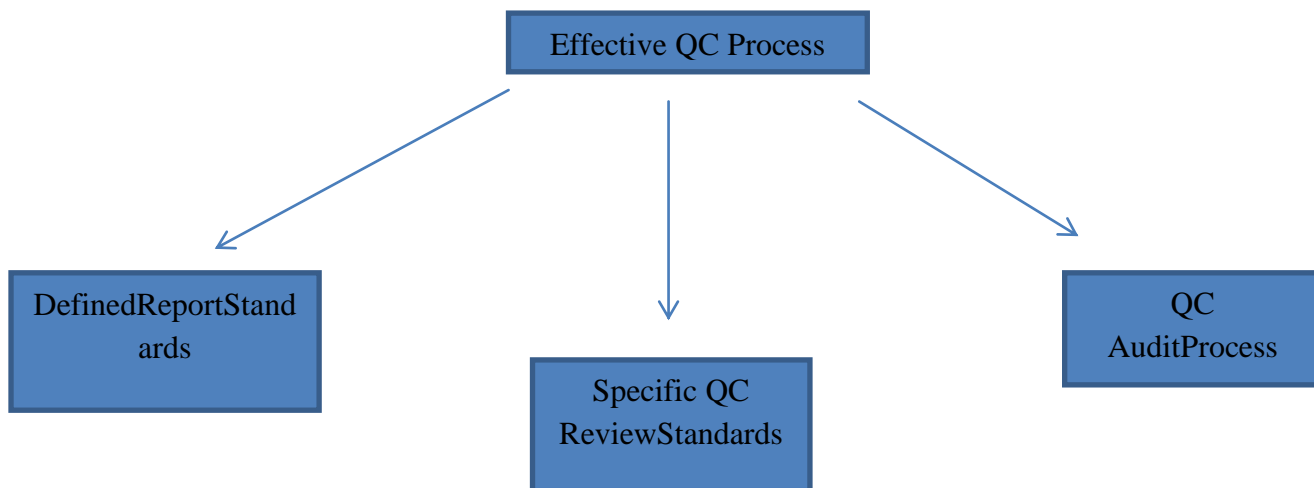 Effective QC Process
DefinedReportStand
ards
Specific QC
ReviewStandards
QC
AuditProcess